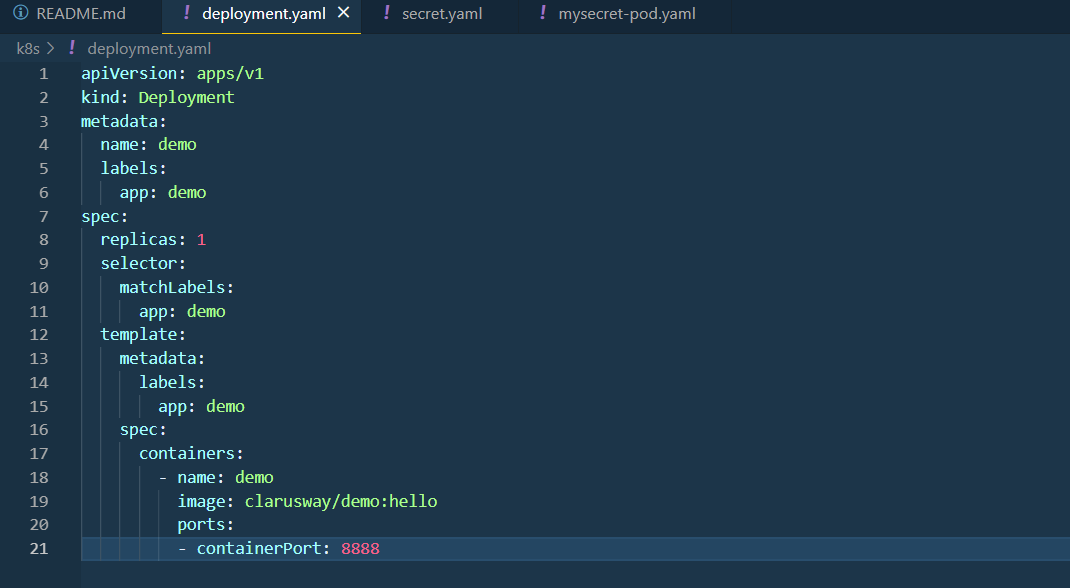 README.md ! deployment.yaml × ! secret.yaml ! mysecret-pod.yaml
k8s > ! deployment.yaml
1 apiVersion: apps/v1
2 kind: Deployment
3 metadata:
4   name: demo
5   labels:
6     app: demo
7 spec:
8   replicas: 1
9   selector:
10     matchLabels:
11       app: demo
12   template:
13     metadata:
14       labels:
15         app: demo
16     spec:
17       containers:
18         - name: demo
19           image: clarusway/demo:hello
20           ports:
21           - containerPort: 8888